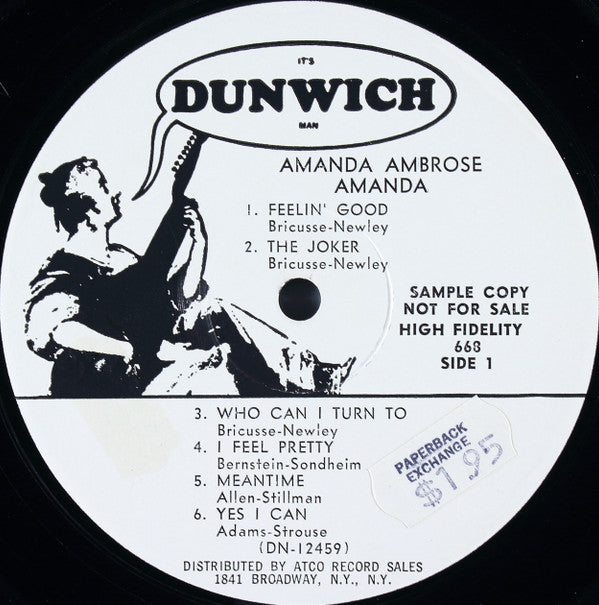 IT'S
DUNWICH
MAN
AMANDA AMBROSE
AMANDA
1. FEELIN' GOOD
Bricusse-Newley
2. THE JOKER
Bricusse-Newley
SAMPLE COPY
NOT FOR SALE
HIGH FIDELITY
668
SIDE 1
3. WHO CAN I TURN TO
Bricusse-Newley
4. I FEEL PRETTY
Bernstein-Sondheim
5. MEANTIME
Allen-Stillman
6. YES I CAN
Adams-Strouse
(DN-12459)
PAPERBACK
EXCHANGE
$1.95
DISTRIBUTED BY ATCO RECORD SALES
1841 BROADWAY, N.Y., N.Y.